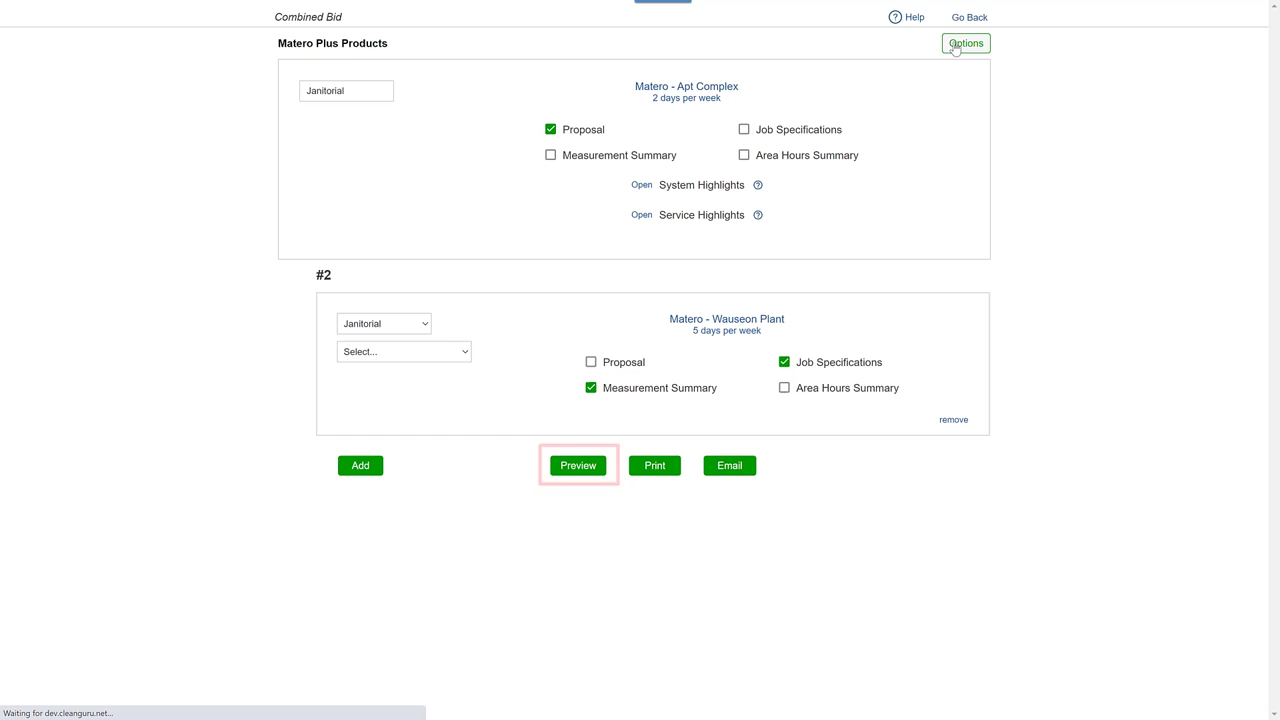 Combined Bid
? Help Go Back
Matero Plus Products
Options
Janitorial
Matero - Apt Complex
2 days per week
Proposal
Job Specifications
Measurement Summary
Area Hours Summary
Open System Highlights ?
Open Service Highlights ?
#2
Janitorial
Select...
Matero - Wauseon Plant
5 days per week
Proposal
Job Specifications
Measurement Summary
Area Hours Summary
remove
Add
Preview
Print
Email
Waiting for dev.cleanguru.net...